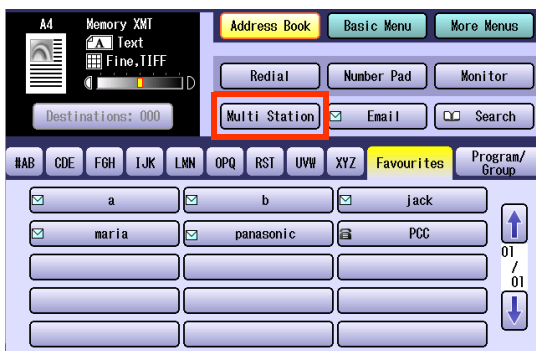 A4 Memory XMT Address Book Basic Menu More Menus
A Text
Fine,TIFF
D
Redial Number Pad Monitor
Destinations: 000 Multi Station Email Search
#AB CDE FGH IJK LMN OPQ RST UVW XYZ Favourites Program/
Group
a b jack
maria panasonic PCC
01
/
01